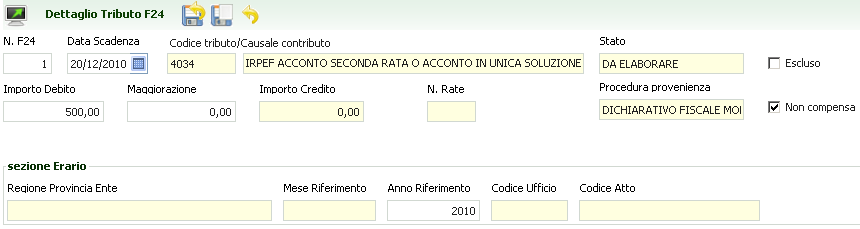 Dettaglio Tributo F24
N. F24 Data Scadenza Codice tributo/Causale contributo Stato
1 20/12/2010 4034 IRPEF ACCONTO SECONDA RATA O ACCONTO IN UNICA SOLUZIONE DA ELABORARE Escluso
Importo Debito Maggiorazione Importo Credito N. Rate Procedura provenienza
500,00 0,00 0,00 DICHIARATIVO FISCALE MOI Non compensa
sezione Erario
Regione Provincia Ente Mese Riferimento Anno Riferimento Codice Ufficio Codice Atto
2010